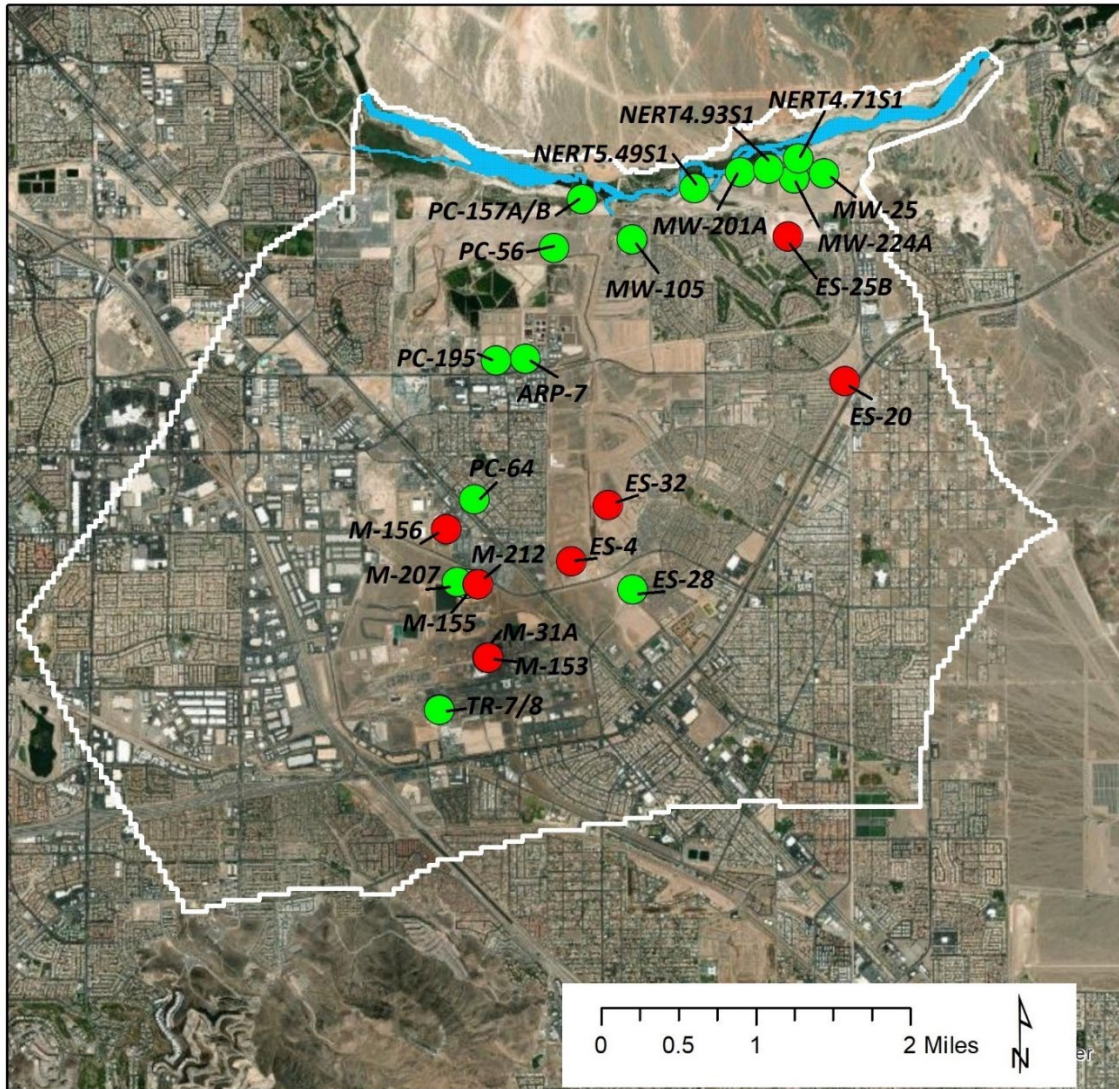 NERT4.71S1
NERT4.93S1
NERT5.49S1
PC-157A/B
MW-201A
MW-25
MW-224A
PC-56
MW-105
ES-25B
PC-195
ARP-7
ES-20
PC-64
ES-32
M-156
M-212
ES-4
M-207
ES-28
M-155
M-31A
M-153
TR-7/8
0 0.5 1 2 Miles
N
er